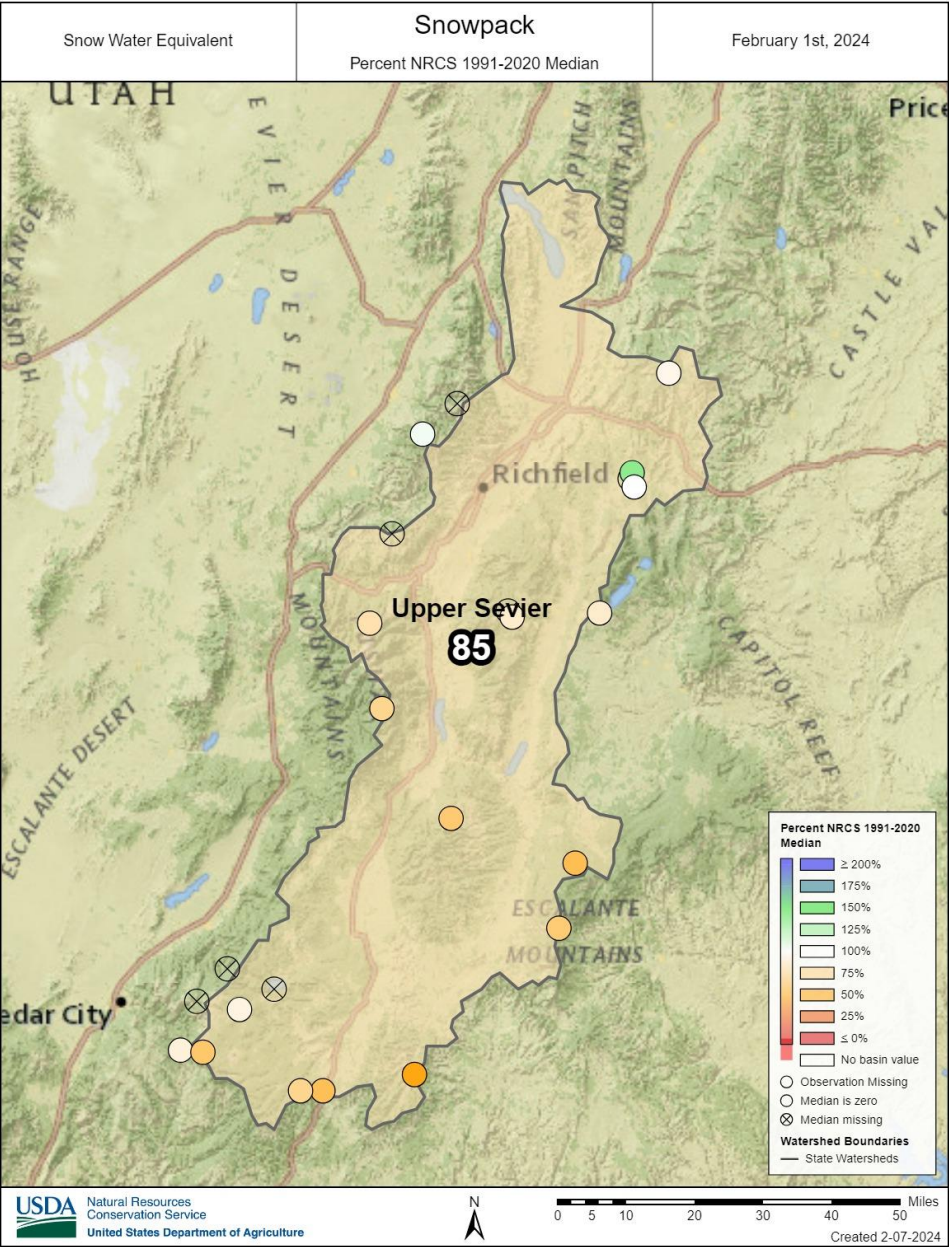 Snow Water Equivalent
Snowpack
Percent NRCS 1991-2020 Median
February 1st, 2024
UTAH
EVIER DESERT
SAN PITCH
MOUNTAINS
Price
HOUSE RANGE
CASTLE VAL
Richfield
Upper Sevier
85
MOUNTAINS
CAPITOL REEF
ESCALANTE DESERT
ESCALANTE
MOUNTAINS
edar City
Percent NRCS 1991-2020
Median
≥ 200%
175%
150%
125%
100%
75%
50%
25%
≤ 0%
No basin value
Observation Missing
Median is zero
Median missing
Watershed Boundaries
State Watersheds
USDA
Natural Resources
Conservation Service
United States Department of Agriculture
N
Miles
0 5 10 20 30 40 50
Created 2-07-2024